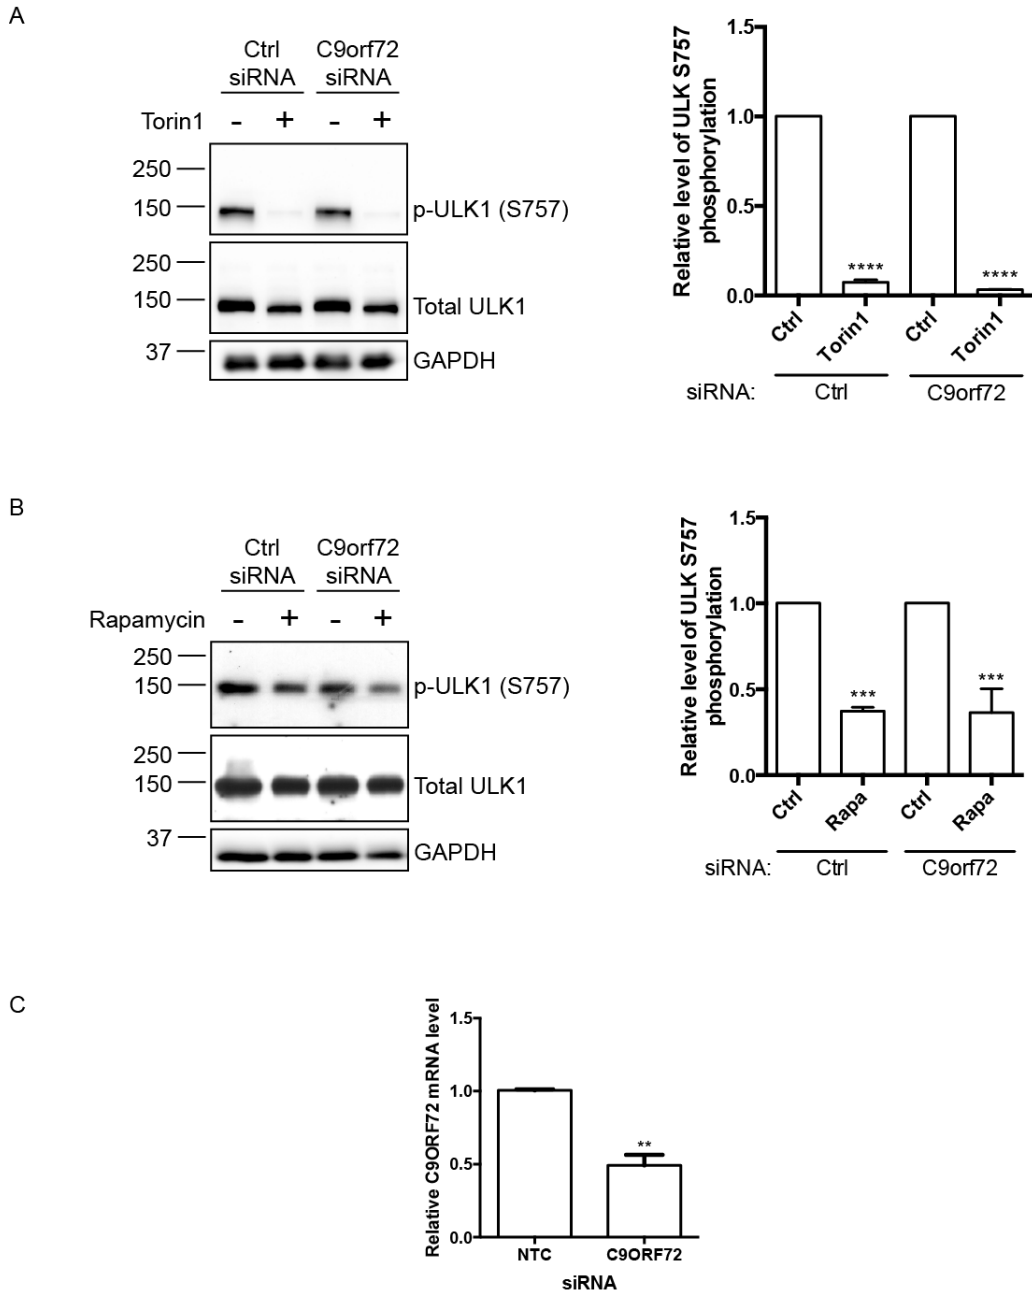 A
Ctrl
siRNA
C9orf72
siRNA
Torin1 - + - +
250
150
p-ULK1 (S757)
250
150
Total ULK1
37
GAPDH
Relative level of ULK S757
phosphorylation
1.5
1.0
0.5
0.0
****
****
Ctrl
Torin1
Ctrl
Torin1
siRNA: Ctrl C9orf72
B
Ctrl
siRNA
C9orf72
siRNA
Rapamycin - + - +
250
150
p-ULK1 (S757)
250
150
Total ULK1
37
GAPDH
Relative level of ULK S757
phosphorylation
1.5
1.0
0.5
0.0
***
***
Ctrl
Rapa
Ctrl
Rapa
siRNA: Ctrl C9orf72
C
Relative C9ORF72 mRNA level
1.5
1.0
0.5
0.0
**
NTC C9ORF72
siRNA